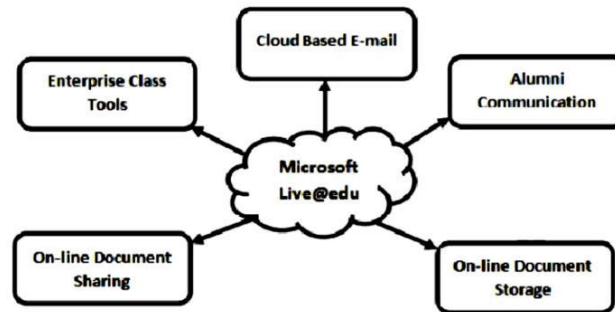 Cloud Based E-mail
Enterprise Class
Tools
Alumni
Communication
Microsoft
Live@edu
On-line Document
Sharing
On-line Document
Storage